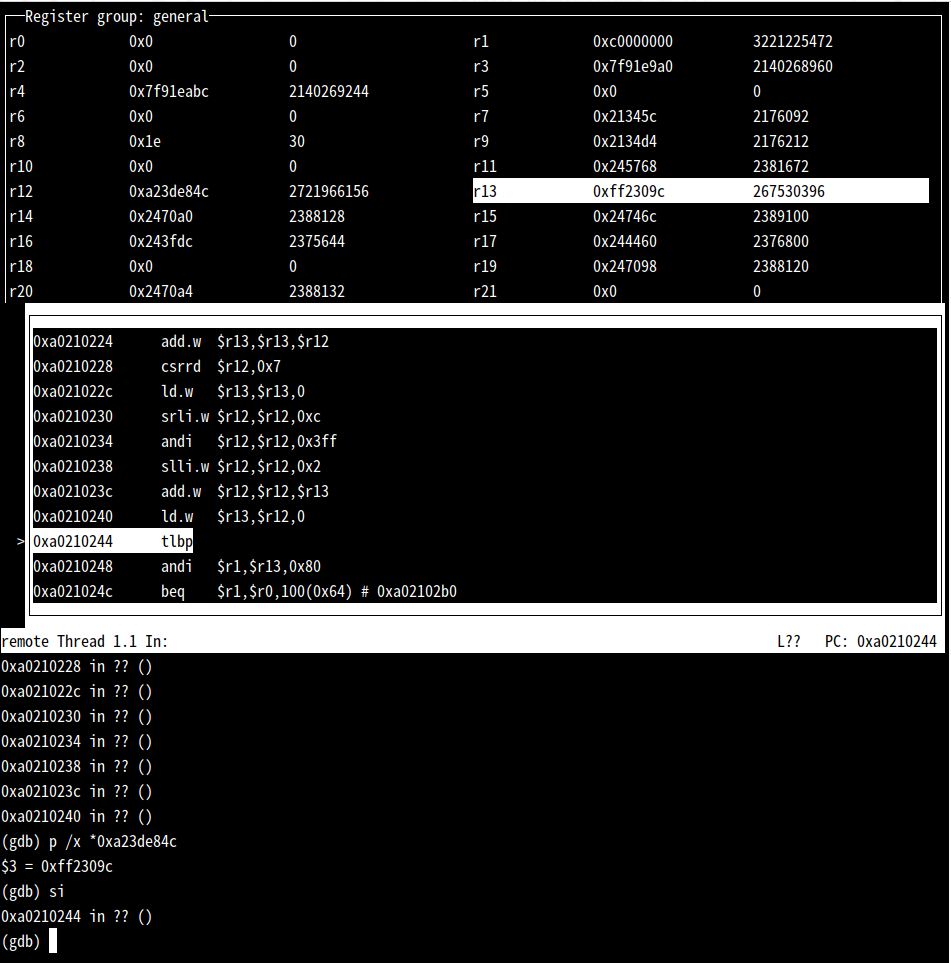 Register group: general
r0 0x0 0 r1 0xc0000000 3221225472
r2 0x0 0 r3 0x7f91e9a0 2140268960
r4 0x7f91eabc 2140269244 r5 0x0 0
r6 0x0 0 r7 0x21345c 2176092
r8 0x1e 30 r9 0x2134d4 2176212
r10 0x0 0 r11 0x245768 2381672
r12 0xa23de84c 2721966156 r13 0xff2309c 267530396
r14 0x2470a0 2388128 r15 0x24746c 2389100
r16 0x243fdc 2375644 r17 0x244460 2376800
r18 0x0 0 r19 0x247098 2388120
r20 0x2470a4 2388132 r21 0x0 0
0xa0210224 add.w $r13,$r13,$r12
0xa0210228 csrrd $r12,0x7
0xa021022c ld.w $r13,$r13,0
0xa0210230 srli.w $r12,$r12,0xc
0xa0210234 andi $r12,$r12,0x3ff
0xa0210238 slli.w $r12,$r12,0x2
0xa021023c add.w $r12,$r12,$r13
0xa0210240 ld.w $r13,$r12,0
>0xa0210244 tlbp
0xa0210248 andi $r1,$r13,0x80
0xa021024c beq $r1,$r0,100(0x64) # 0xa02102b0
remote Thread 1.1 In: L?? PC: 0xa0210244
0xa0210228 in ?? ()
0xa021022c in ?? ()
0xa0210230 in ?? ()
0xa0210234 in ?? ()
0xa0210238 in ?? ()
0xa021023c in ?? ()
0xa0210240 in ?? ()
(gdb) p /x *0xa23de84c
$3 = 0xff2309c
(gdb) si
0xa0210244 in ?? ()
(gdb)